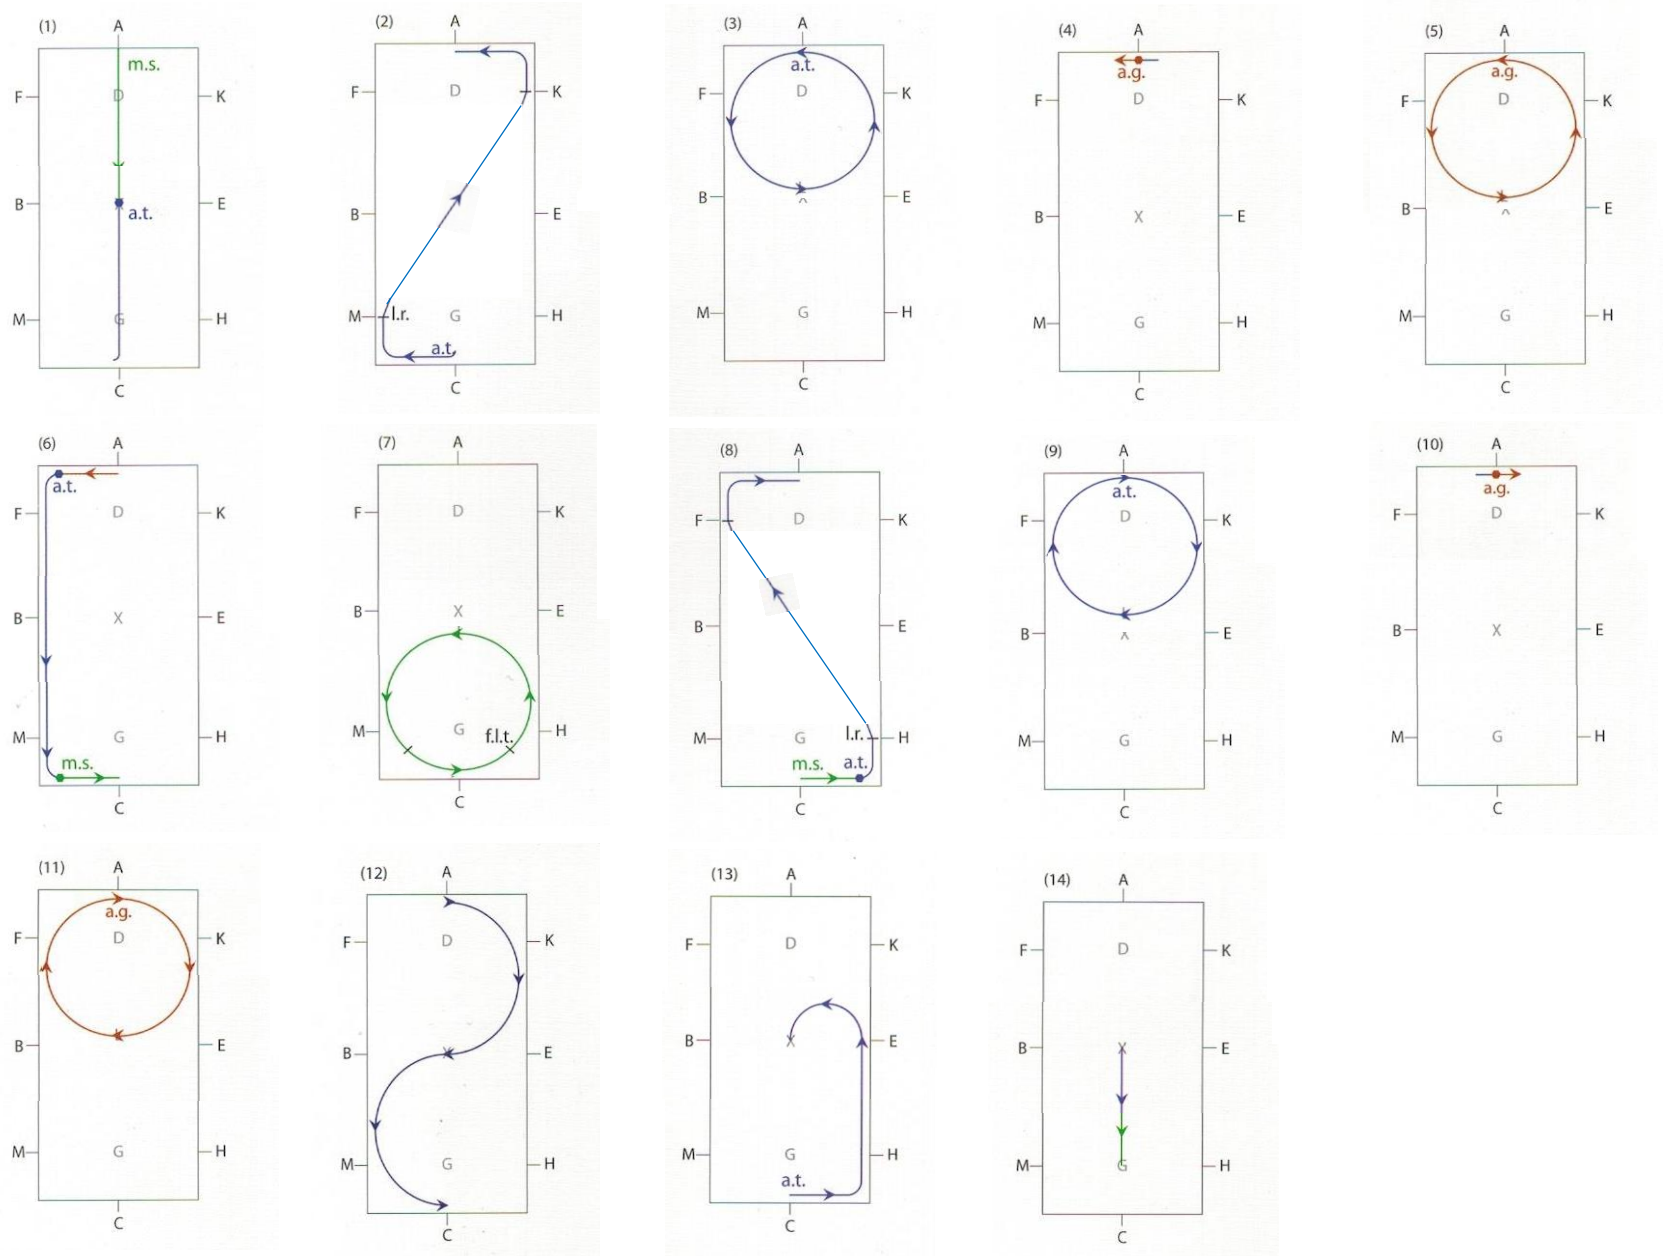 (1) A
m.s.
F D K
B a.t. E
M G H
C
(2) A
F D K
B E
M l.r. G H
a.t.
C
(3) A
a.t.
F D K
B E
M G H
C
(4) A
a.g.
F D K
B X E
M G H
C
(5) A
a.g.
F D K
B E
M G H
C
(6) A
a.t.
F D K
B X E
M G H
m.s.
C
(7) A
F D K
B X E
M G f.l.t. H
C
(8) A
F D K
B E
M G l.r. H
m.s. a.t.
C
(9) A
a.t.
F D K
B E
M G H
C
(10) A
a.g.
F D K
B X E
M G H
C
(11) A
a.g.
F D K
B E
M G H
C
(12) A
F D K
B X E
M G H
C
(13) A
F D K
B X E
M G H
a.t.
C
(14) A
F D K
B X E
M G H
C